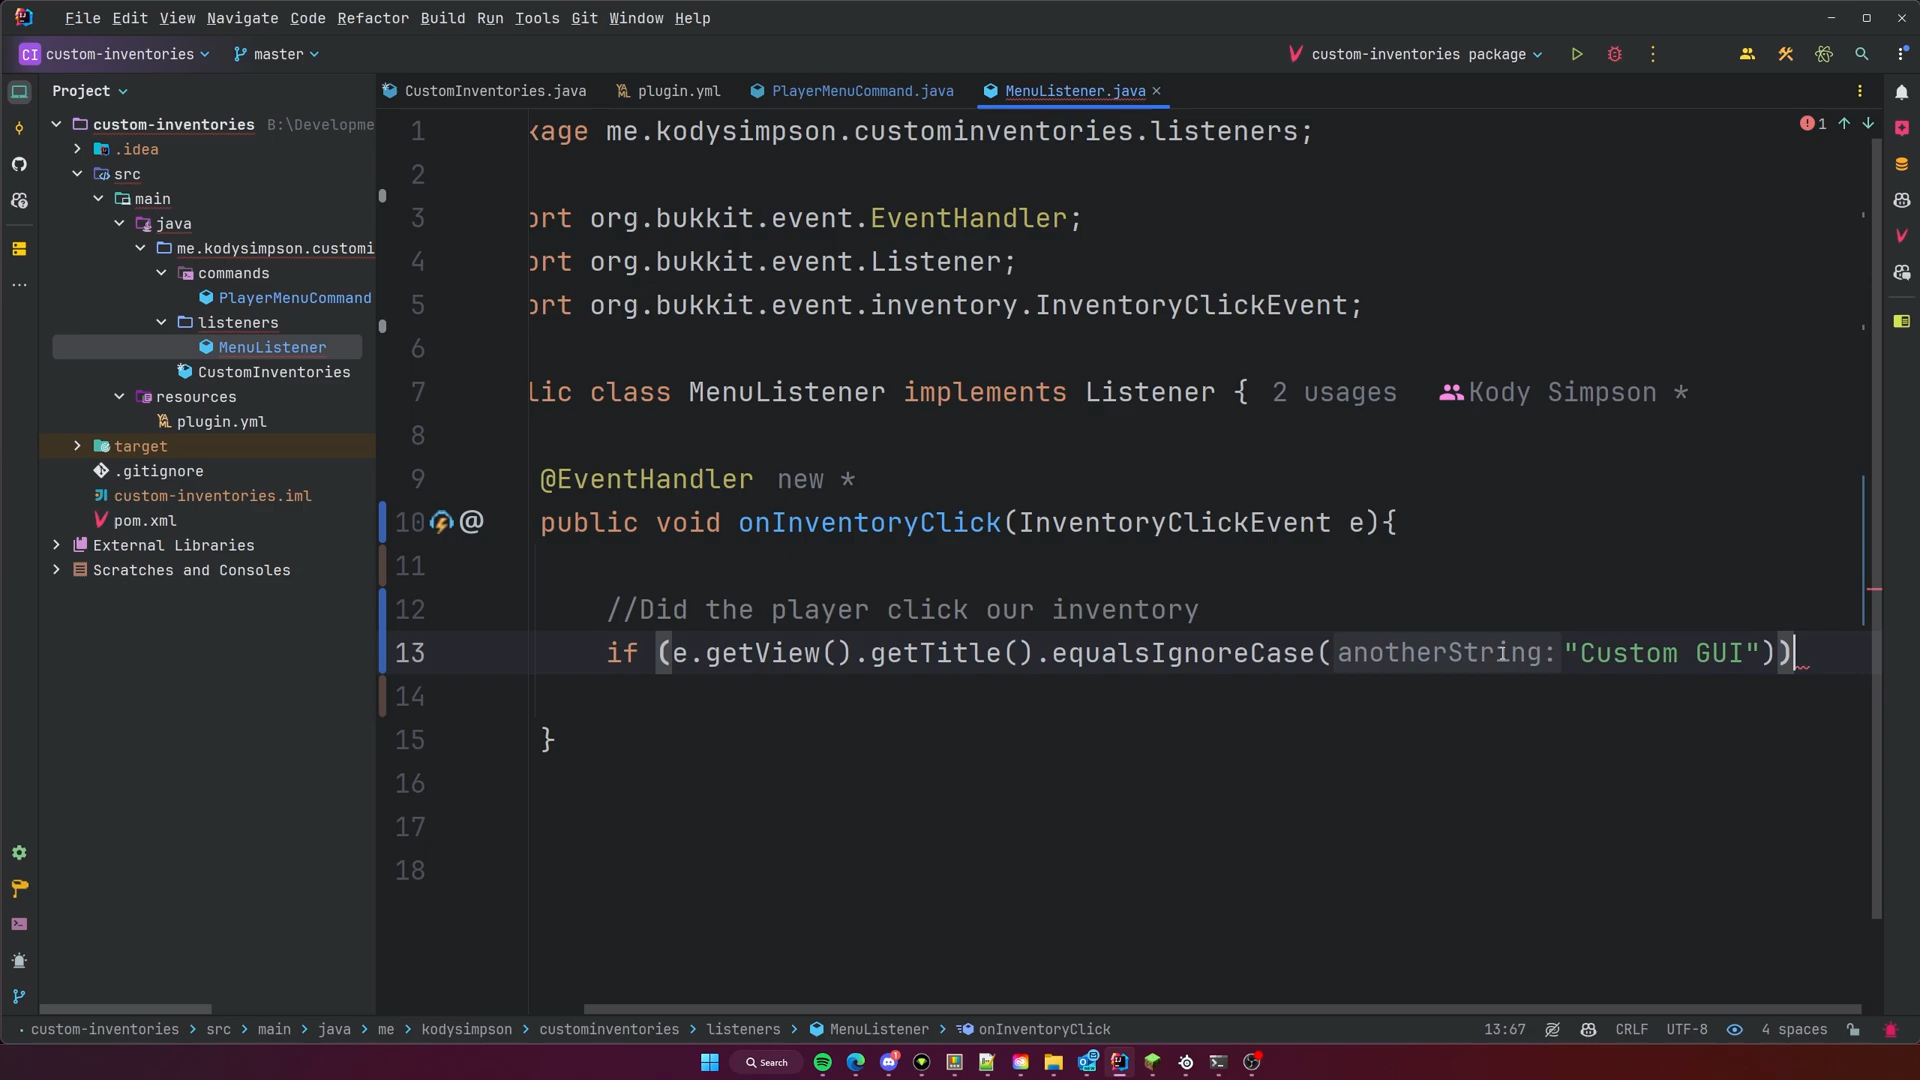 File Edit View Navigate Code Refactor Build Run Tools Git Window Help
CI custom-inventories master custom-inventories package
Project
CustomInventories.java plugin.yml PlayerMenuCommand.java MenuListener.java
custom-inventories B:\Developme
.idea
src
main
java
me.kodysimpson.customi
commands
PlayerMenuCommand
listeners
MenuListener
CustomInventories
resources
plugin.yml
target
.gitignore
custom-inventories.iml
pom.xml
External Libraries
Scratches and Consoles
1 kage me.kodysimpson.custominventories.listeners;
1
2
3 ort org.bukkit.event.EventHandler;
4 ort org.bukkit.event.Listener;
5 ort org.bukkit.event.inventory.InventoryClickEvent;
6
7 lic class MenuListener implements Listener { 2 usages Kody Simpson *
8
9 @EventHandler new *
10 @ public void onInventoryClick(InventoryClickEvent e){
11
12 //Did the player click our inventory
13 if (e.getView().getTitle().equalsIgnoreCase( anotherString: "Custom GUI"))
14
15 }
16
17
18
custom-inventories > src > main > java > me > kodysimpson > custominventories > listeners > MenuListener > onInventoryClick 13:67 CRLF UTF-8 4 spaces
Search